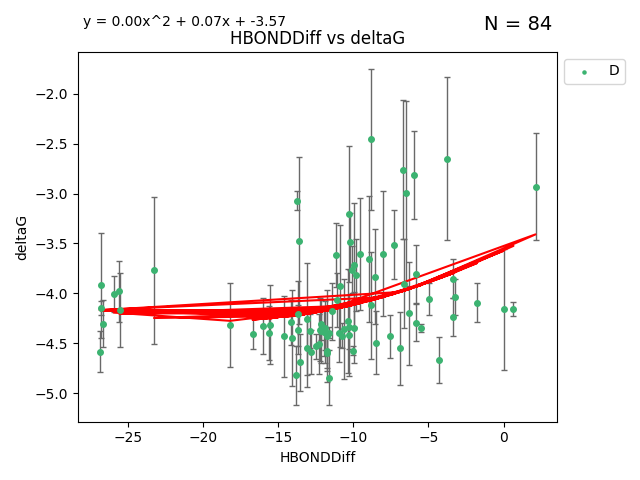 y = 0.00x^2 + 0.07x + -3.57
N = 84
HBONDDiff vs deltaG
D
deltaG
−2.0
−2.5
−3.0
−3.5
−4.0
−4.5
−5.0
−25 −20 −15 −10 −5 0
HBONDDiff